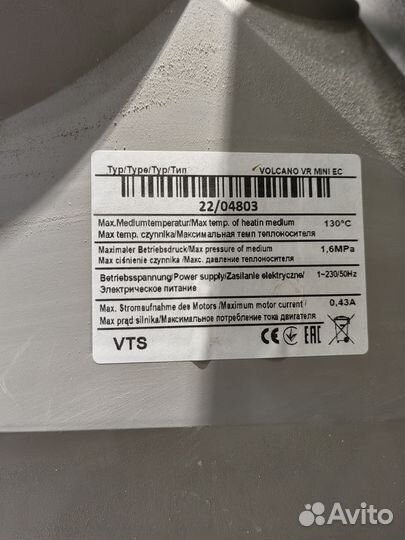 Typ/Type/Typ/Тип VOLCANO VR MINI EC
22/04803
Max.Mediumtemperatur/Max temp. of heatin medium 130°C
Max temp. czynnika/Максимальная темп теплоносителя
Maximaler Betriebsdruck/Max pressure of medium 1,6MPa
Max ciśnienie czynnika/Мах. давление теплоносителя
Betriebsspannung/Power supply/Zasilanie elektryczne/ 1~230/50Hz
Электрическое питание
Max. Stromaufnahme des Motors /Maximum motor current/ 0,43A
Max prąd silnika/Максимальное потребление тока двигателя
VTS CE EAC
Avito